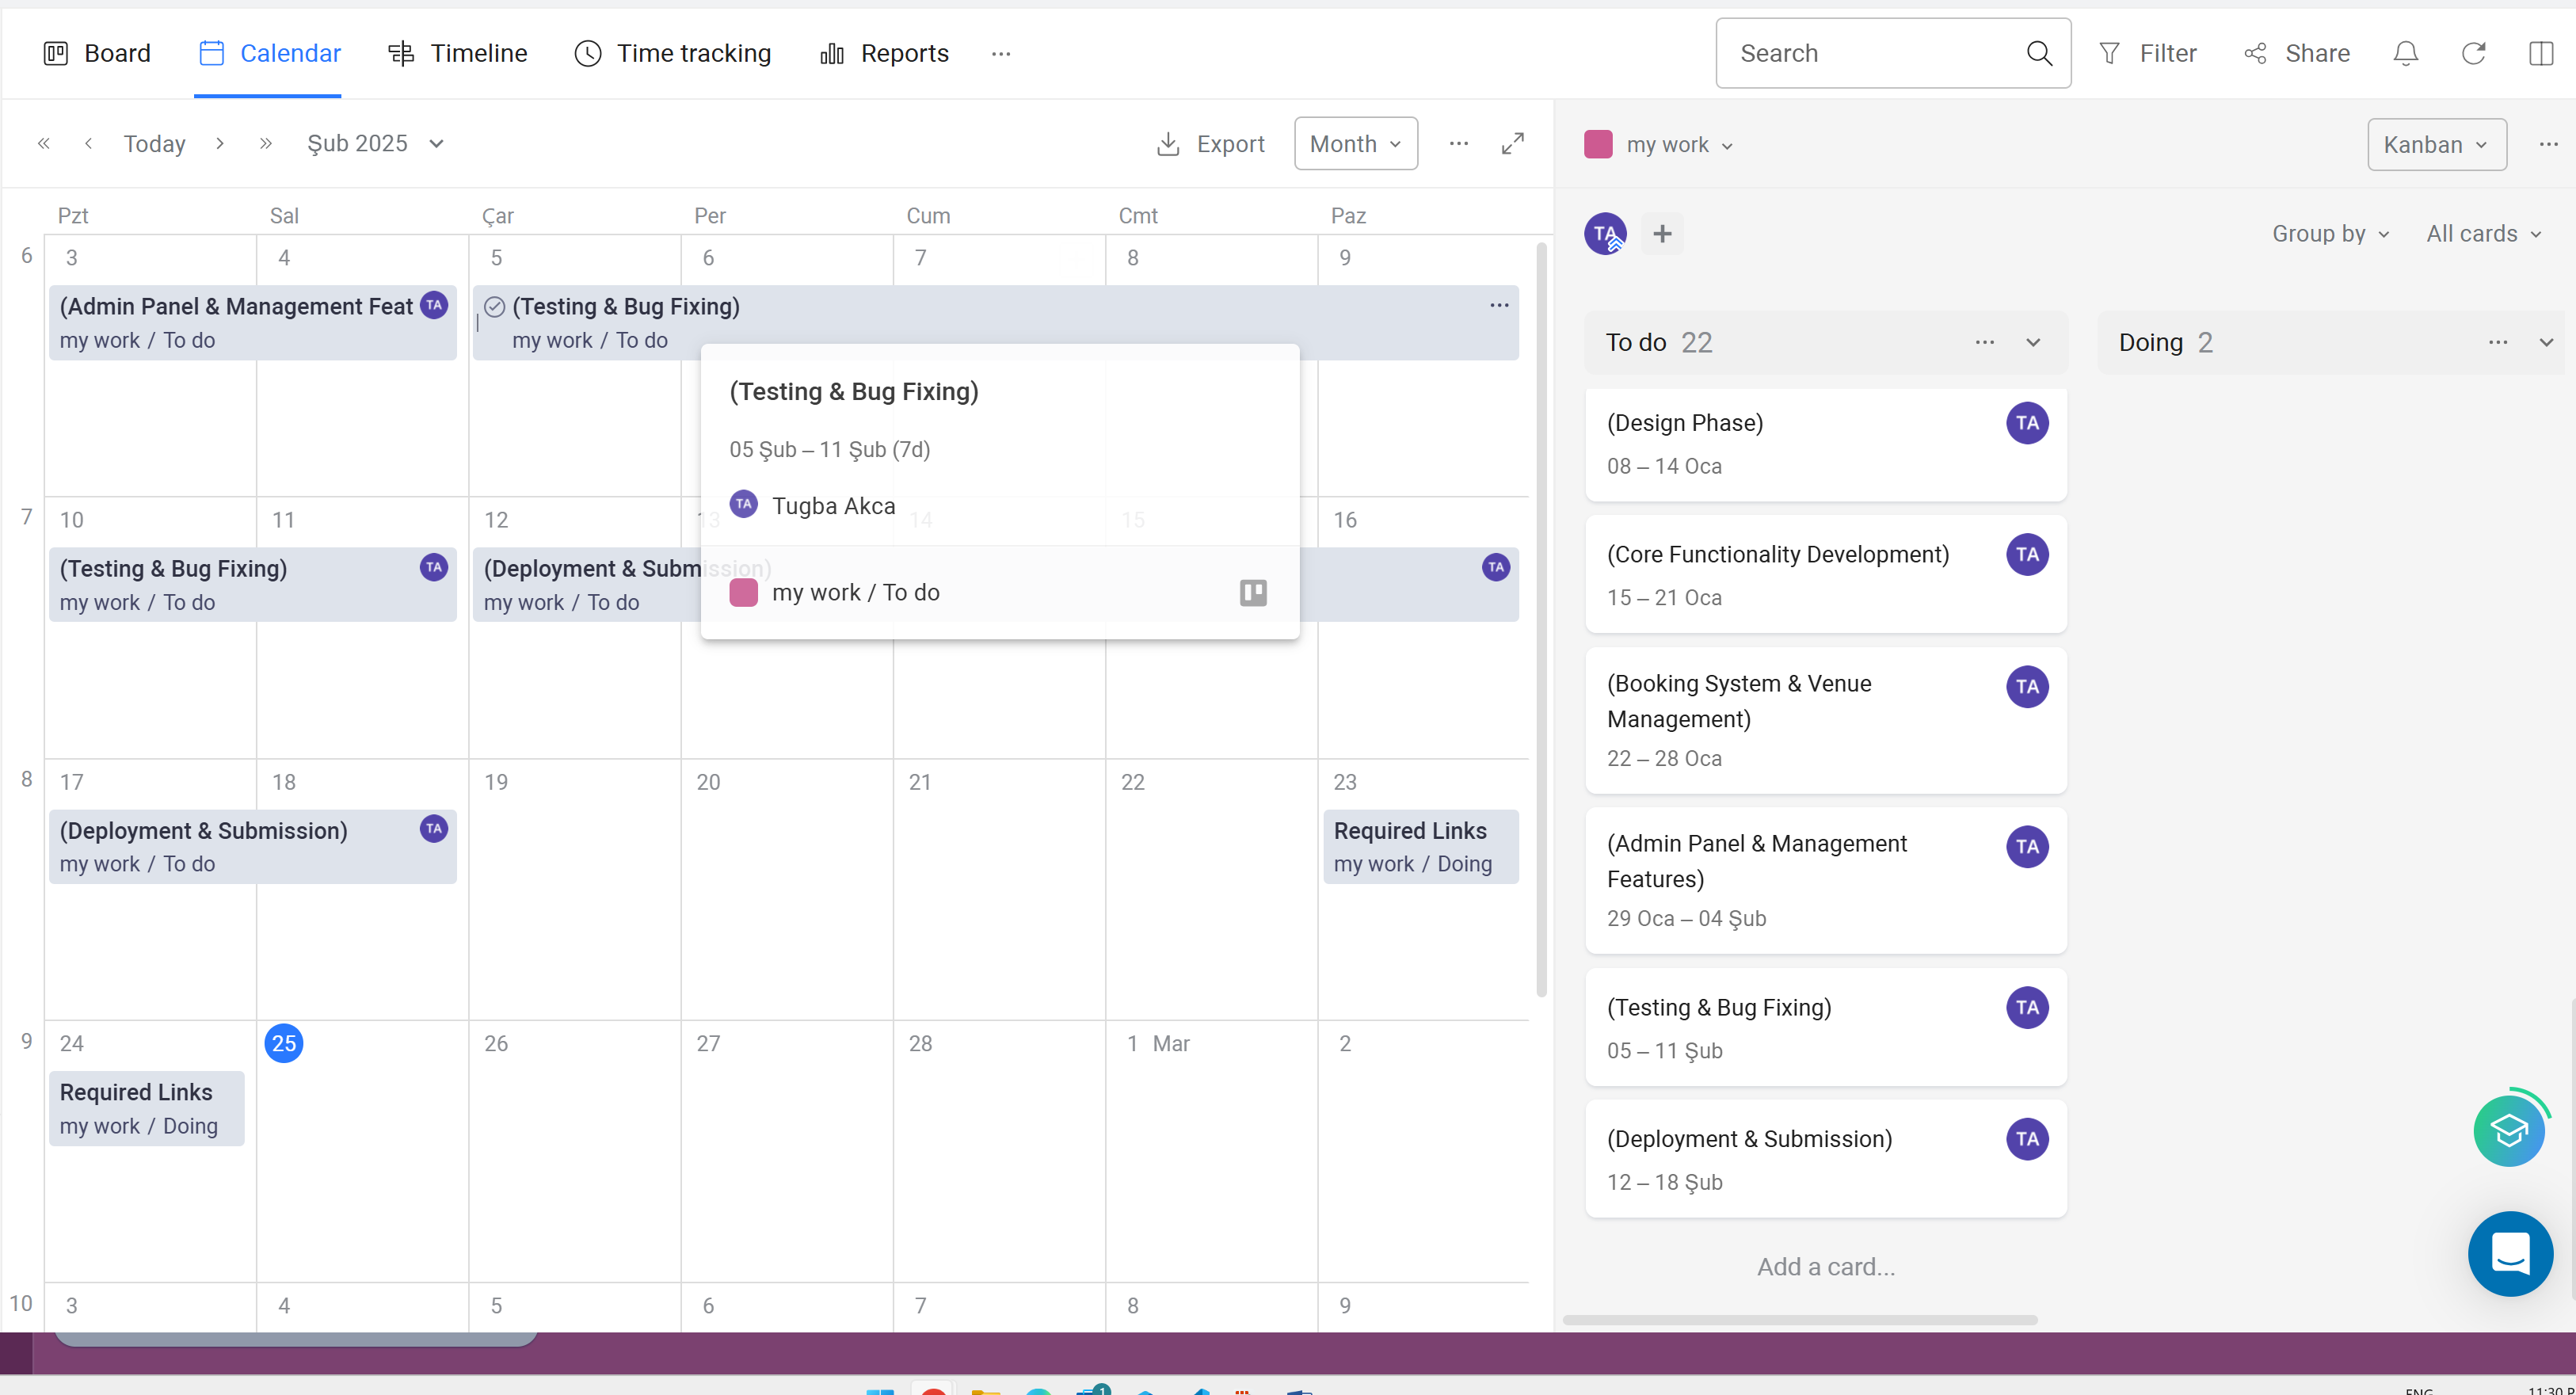 Board Calendar Timeline Time tracking Reports ...
Search Filter Share
« ‹ Today › » Şub 2025 Export Month ...
my work Kanban ...
Pzt Sal Çar Per Cum Cmt Paz
TA + Group by All cards
6 3 4 5 6 7 8 9
(Admin Panel & Management Feat TA
my work / To do
(Testing & Bug Fixing) ...
my work / To do
(Testing & Bug Fixing)
05 Şub – 11 Şub (7d)
TA Tugba Akca
my work / To do
7 10 11 12 13 14 15 16
(Testing & Bug Fixing) TA
my work / To do
(Deployment & Submission) TA
my work / To do
8 17 18 19 20 21 22 23
(Deployment & Submission) TA
my work / To do
Required Links
my work / Doing
9 24 25 26 27 28 1 Mar 2
Required Links
my work / Doing
10 3 4 5 6 7 8 9
To do 22 ...
(Design Phase) TA
08 – 14 Oca
(Core Functionality Development) TA
15 – 21 Oca
(Booking System & Venue TA
Management)
22 – 28 Oca
(Admin Panel & Management TA
Features)
29 Oca – 04 Şub
(Testing & Bug Fixing) TA
05 – 11 Şub
(Deployment & Submission) TA
12 – 18 Şub
Add a card...
Doing 2 ...
1